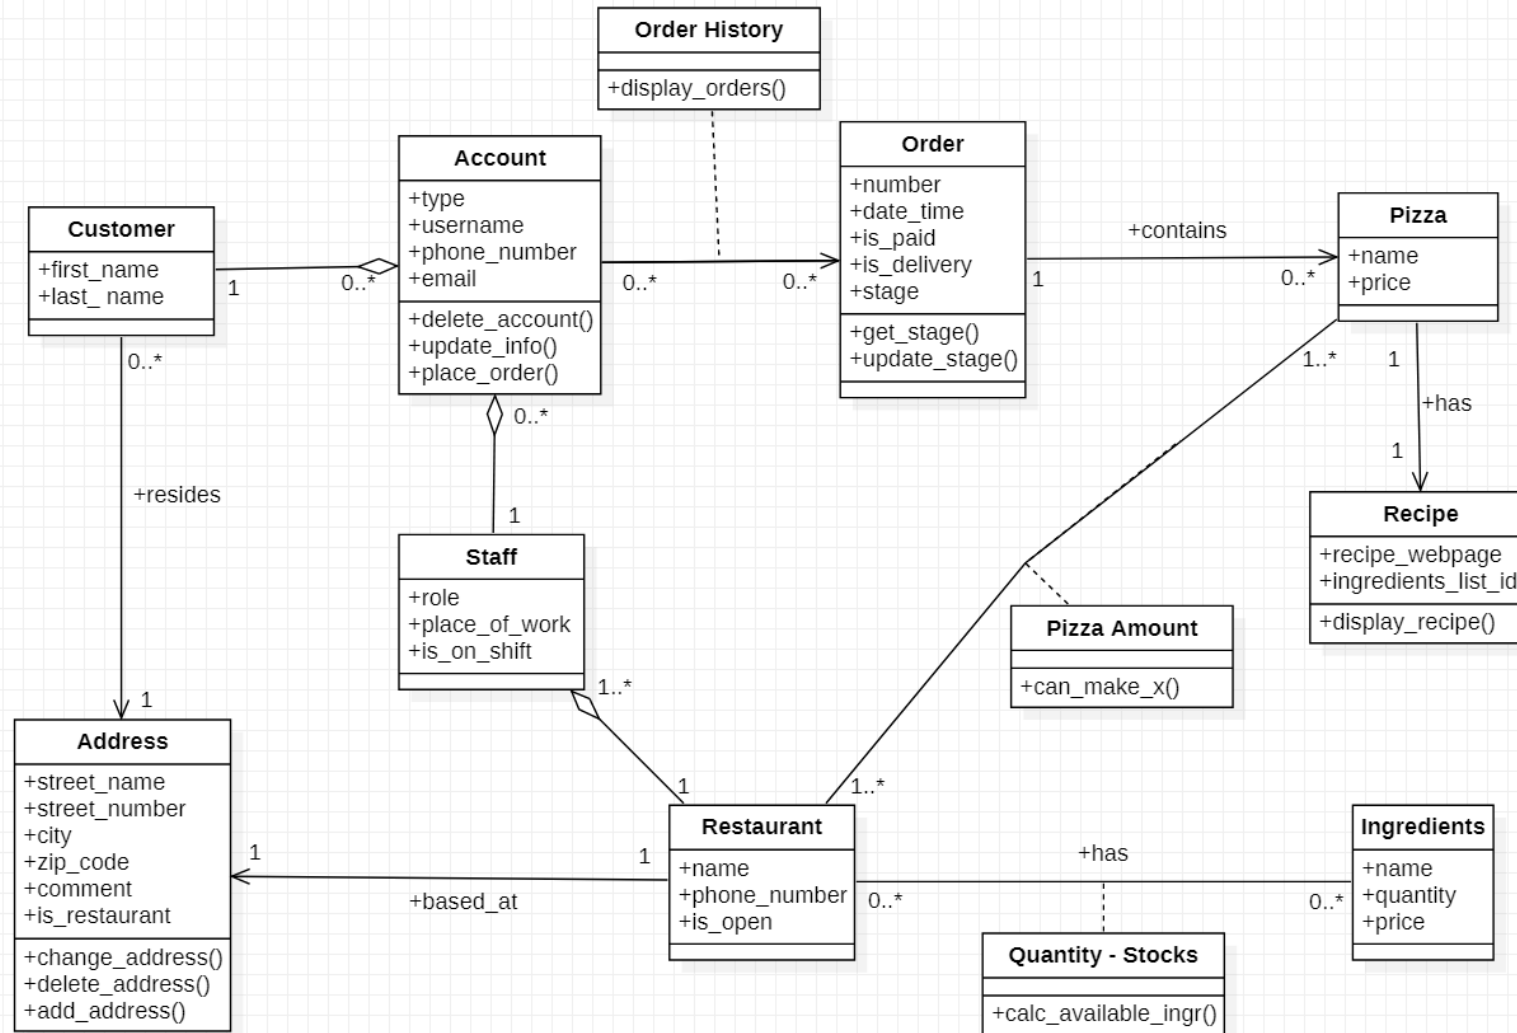 Order History
+display_orders()
Account
+type
+username
+phone_number
+email
+delete_account()
+update_info()
+place_order()
Order
+number
+date_time
+is_paid
+is_delivery
+stage
+get_stage()
+update_stage()
Customer
+first_name
+last_ name
Pizza
+name
+price
1
0..*
0..*
0..*
+contains
1
0..*
0..*
+resides
1
0..*
1
1..*
1
+has
1
Staff
+role
+place_of_work
+is_on_shift
Recipe
+recipe_webpage
+ingredients_list_id
+display_recipe()
Pizza Amount
+can_make_x()
1..*
1
1..*
Address
+street_name
+street_number
+city
+zip_code
+comment
+is_restaurant
+change_address()
+delete_address()
+add_address()
1
1
+based_at
Restaurant
+name
+phone_number
+is_open
+has
0..*
0..*
Ingredients
+name
+quantity
+price
Quantity - Stocks
+calc_available_ingr()